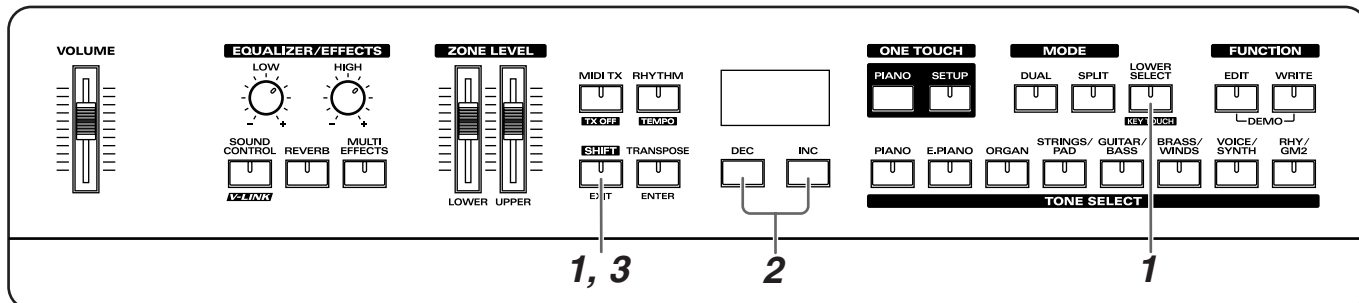 VOLUME
EQUALIZER/EFFECTS
LOW
HIGH
- +
- +
SOUND
CONTROL
REVERB
MULTI
EFFECTS
V-LINK
ZONE LEVEL
LOWER UPPER
MIDI TX
RHYTHM
TX OFF
TEMPO
SHIFT
TRANSPOSE
EXIT
ENTER
DEC
INC
ONE TOUCH
PIANO
SETUP
MODE
DUAL
SPLIT
LOWER
SELECT
KEY TOUCH
FUNCTION
EDIT
WRITE
DEMO
PIANO
E.PIANO
ORGAN
STRINGS/
PAD
GUITAR/
BASS
BRASS/
WINDS
VOICE/
SYNTH
RHY/
GM2
TONE SELECT
1, 3
2
1